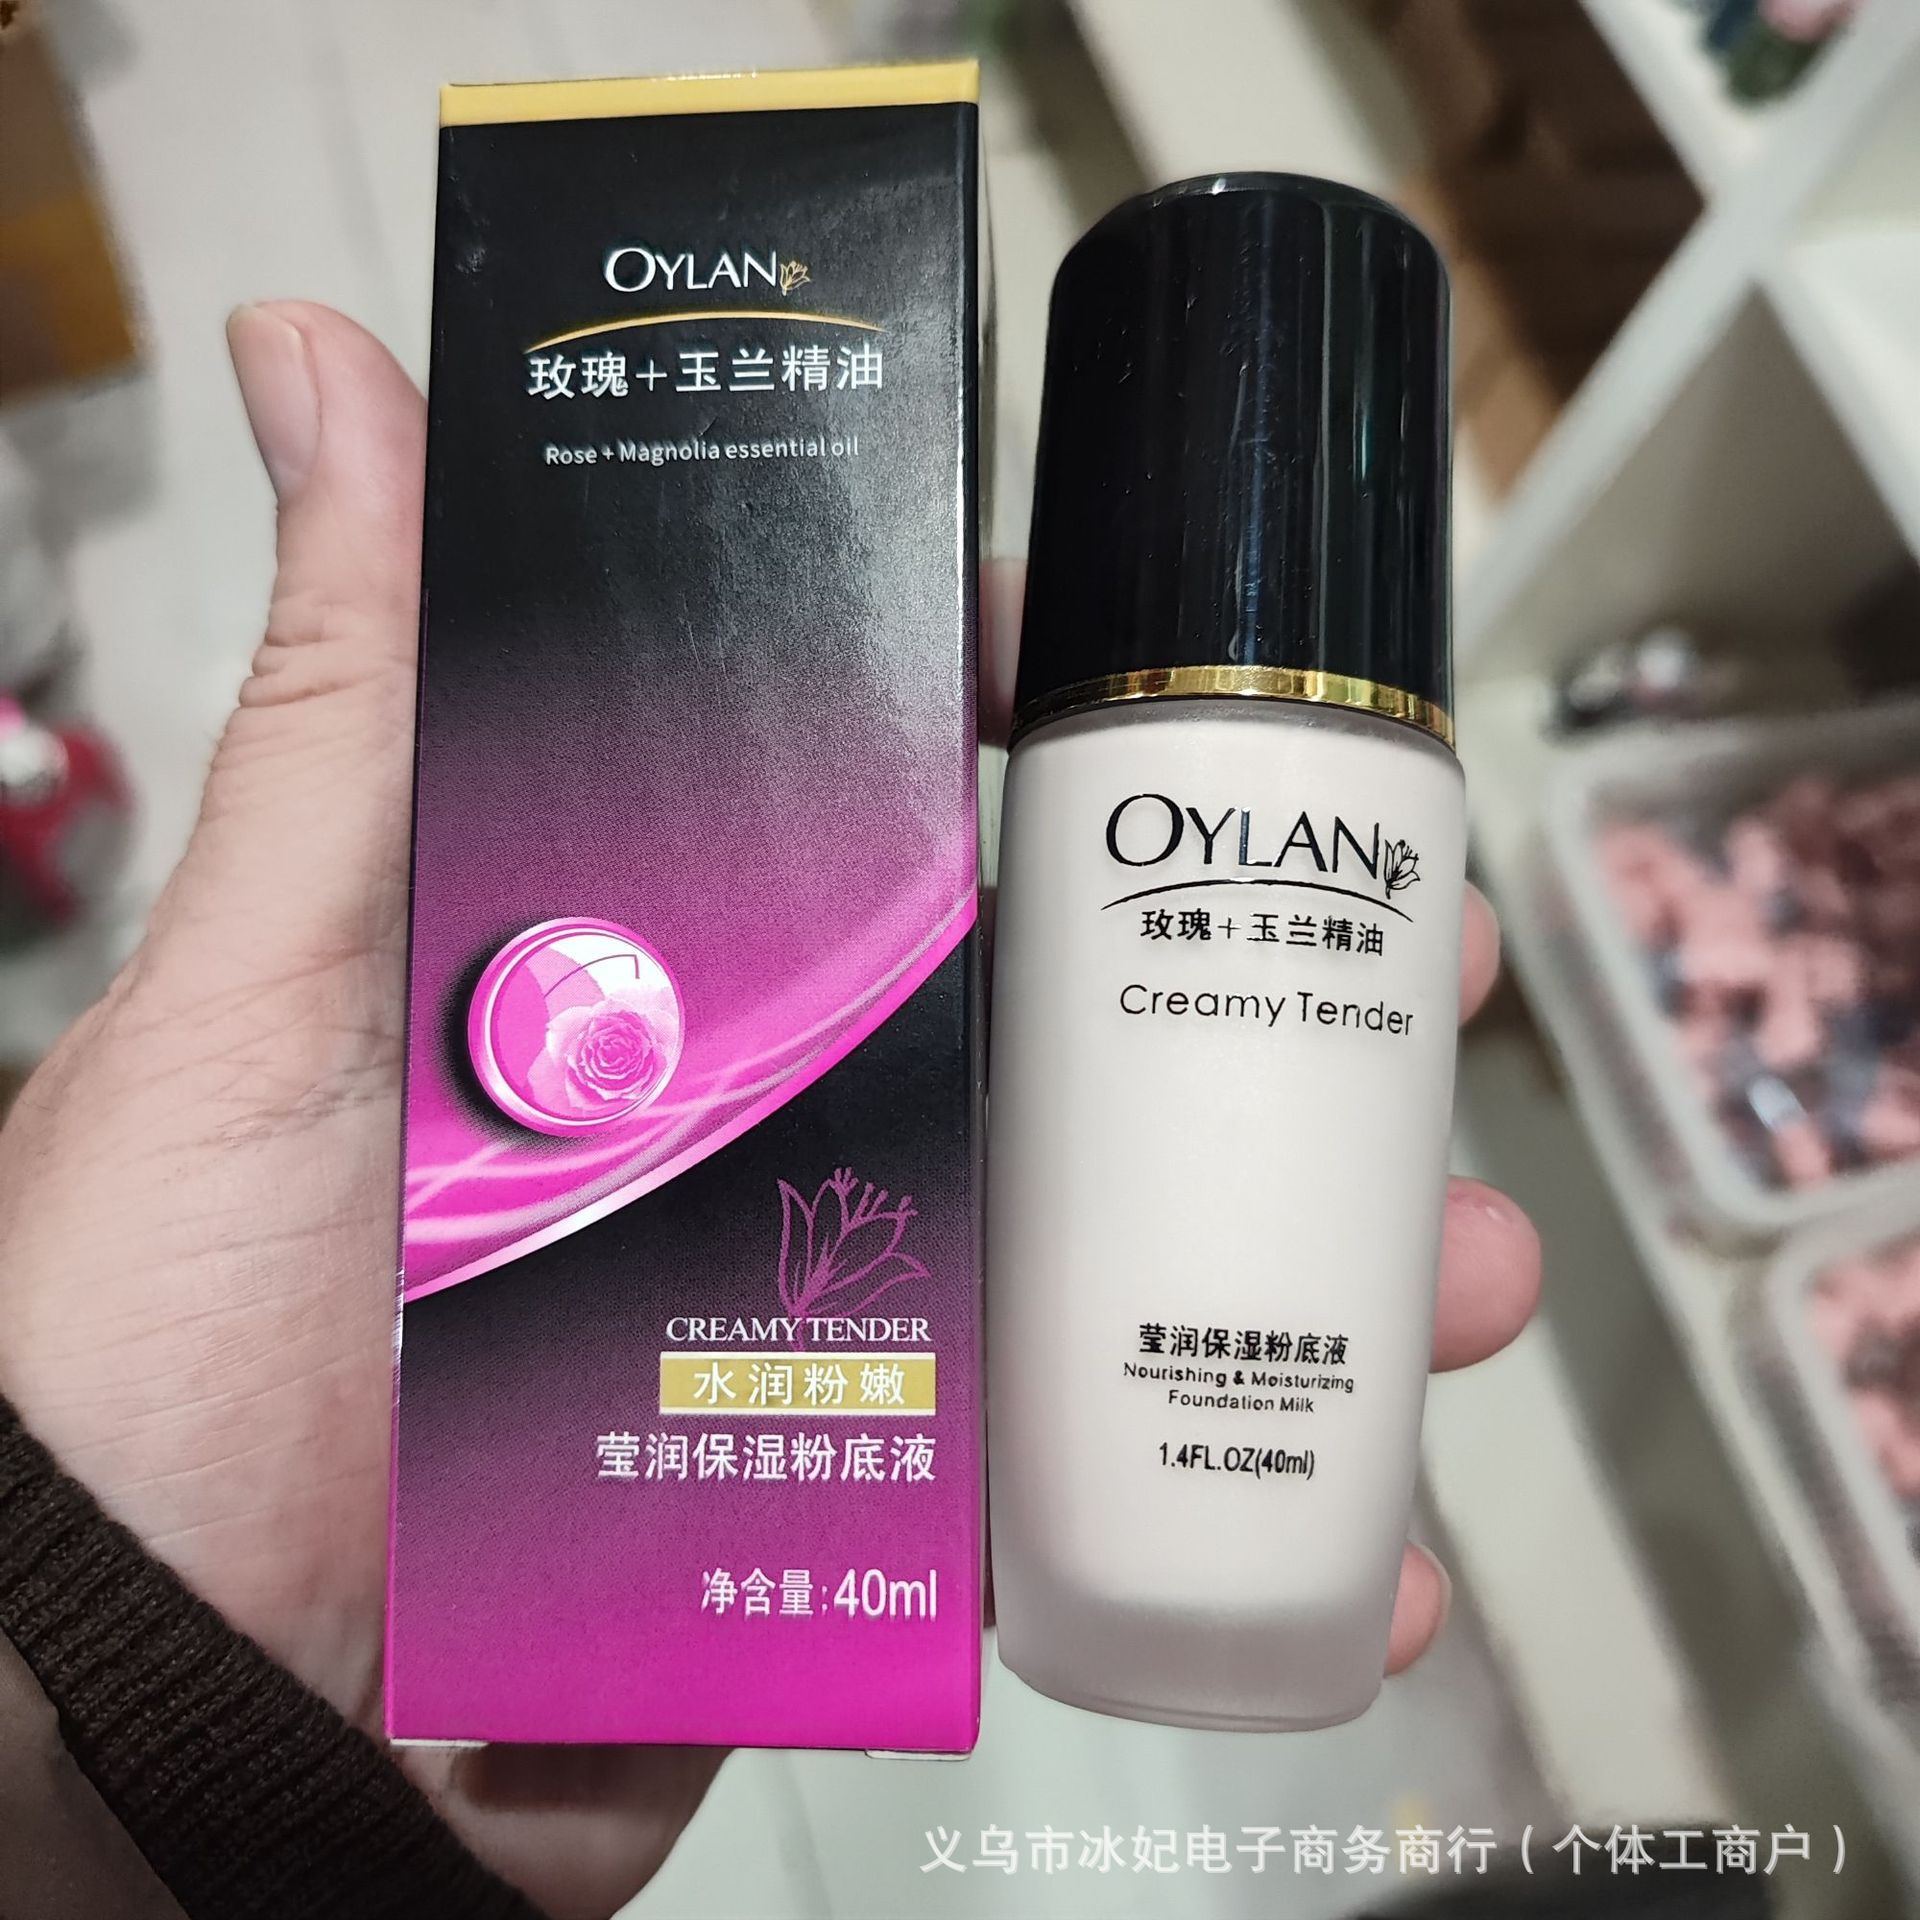 OYLAN
玫瑰+玉兰精油
Rose + Magnolia essential oil
CREAMY TENDER
水润粉嫩
莹润保湿粉底液
净含量:40ml
OYLAN
玫瑰+玉兰精油
Creamy Tender
莹润保湿粉底液
Nourishing & Moisturizing
Foundation Milk
1.4FL.OZ(40ml)
义乌市冰妃电子商务商行(个体工商户)